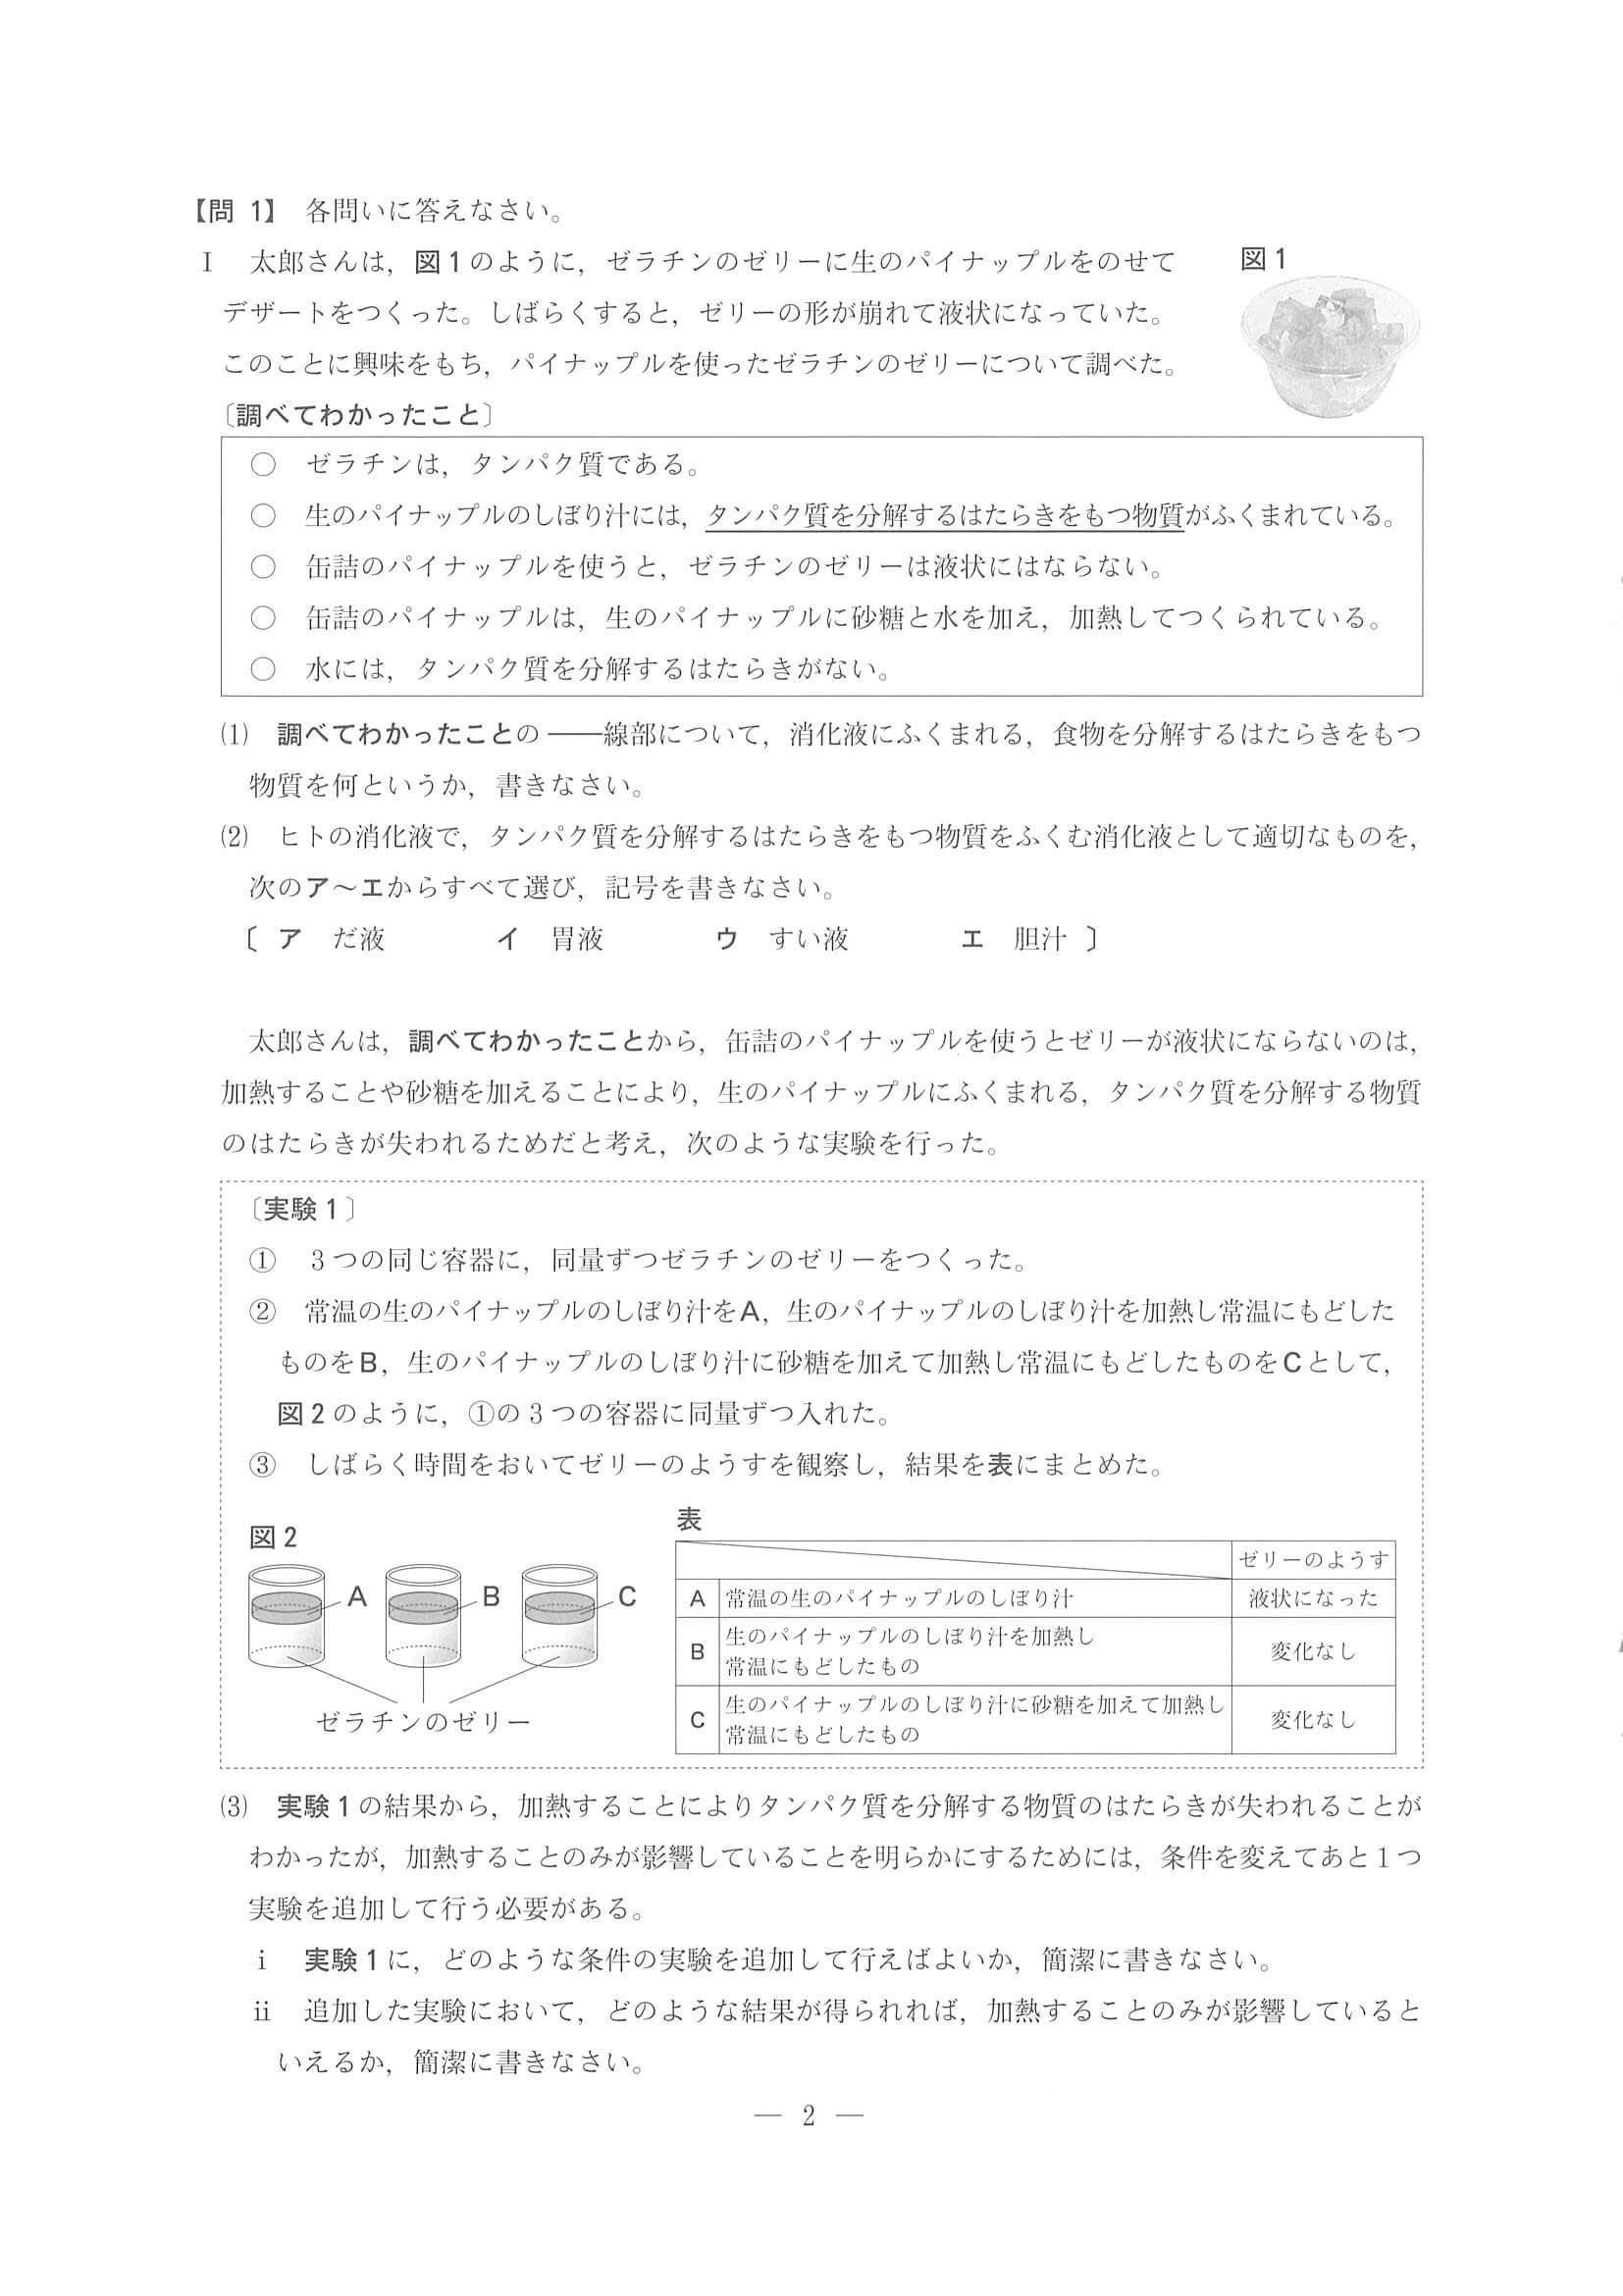 【問 1】 各問いに答えなさい。
Ⅰ 太郎さんは，図1のように，ゼラチンのゼリーに生のパイナップルをのせて
図1
デザートをつくった。しばらくすると，ゼリーの形が崩れて液状になっていた。
このことに興味をもち，パイナップルを使ったゼラチンのゼリーについて調べた。
〔調べてわかったこと〕
○ ゼラチンは，タンパク質である。
○ 生のパイナップルのしぼり汁には，タンパク質を分解するはたらきをもつ物質がふくまれている。
○ 缶詰のパイナップルを使うと，ゼラチンのゼリーは液状にはならない。
○ 缶詰のパイナップルは，生のパイナップルに砂糖と水を加え，加熱してつくられている。
○ 水には，タンパク質を分解するはたらきがない。
⑴ 調べてわかったことの ――線部について，消化液にふくまれる，食物を分解するはたらきをもつ
物質を何というか，書きなさい。
⑵ ヒトの消化液で，タンパク質を分解するはたらきをもつ物質をふくむ消化液として適切なものを，
次のア～エからすべて選び，記号を書きなさい。
〔 ア だ液 イ 胃液 ウ すい液 エ 胆汁 〕
太郎さんは，調べてわかったことから，缶詰のパイナップルを使うとゼリーが液状にならないのは，
加熱することや砂糖を加えることにより，生のパイナップルにふくまれる，タンパク質を分解する物質
のはたらきが失われるためだと考え，次のような実験を行った。
〔実験1〕
① 3つの同じ容器に，同量ずつゼラチンのゼリーをつくった。
② 常温の生のパイナップルのしぼり汁をA，生のパイナップルのしぼり汁を加熱し常温にもどした
ものをB，生のパイナップルのしぼり汁に砂糖を加えて加熱し常温にもどしたものをCとして，
図2のように，①の3つの容器に同量ずつ入れた。
③ しばらく時間をおいてゼリーのようすを観察し，結果を表にまとめた。
図2
A
B
C
ゼラチンのゼリー
表
ゼリーのようす
A 常温の生のパイナップルのしぼり汁 液状になった
B 生のパイナップルのしぼり汁を加熱し
常温にもどしたもの 変化なし
C 生のパイナップルのしぼり汁に砂糖を加えて加熱し
常温にもどしたもの 変化なし
⑶ 実験1の結果から，加熱することによりタンパク質を分解する物質のはたらきが失われることが
わかったが，加熱することのみが影響していることを明らかにするためには，条件を変えてあと1つ
実験を追加して行う必要がある。
ⅰ 実験1に，どのような条件の実験を追加して行えばよいか，簡潔に書きなさい。
ⅱ 追加した実験において，どのような結果が得られれば，加熱することのみが影響していると
いえるか，簡潔に書きなさい。
― 2 ―